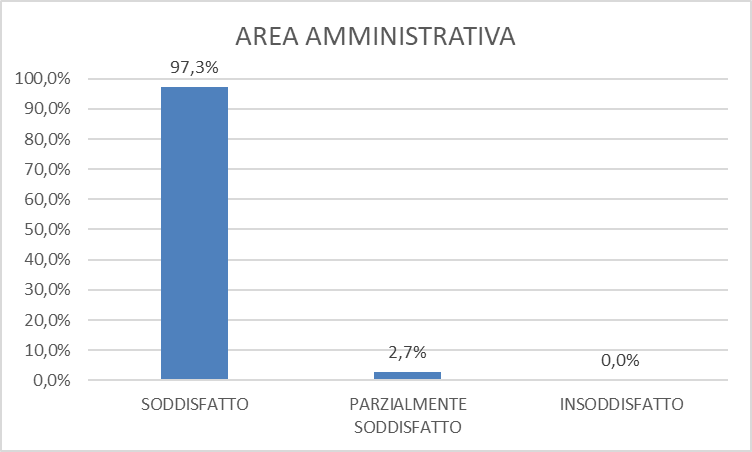 AREA AMMINISTRATIVA
97,3%
100,0%
90,0%
80,0%
70,0%
60,0%
50,0%
40,0%
30,0%
20,0%
10,0%
0,0%
2,7%
0,0%
SODDISFATTO
PARZIALMENTE
SODDISFATTO
INSODDISFATTO